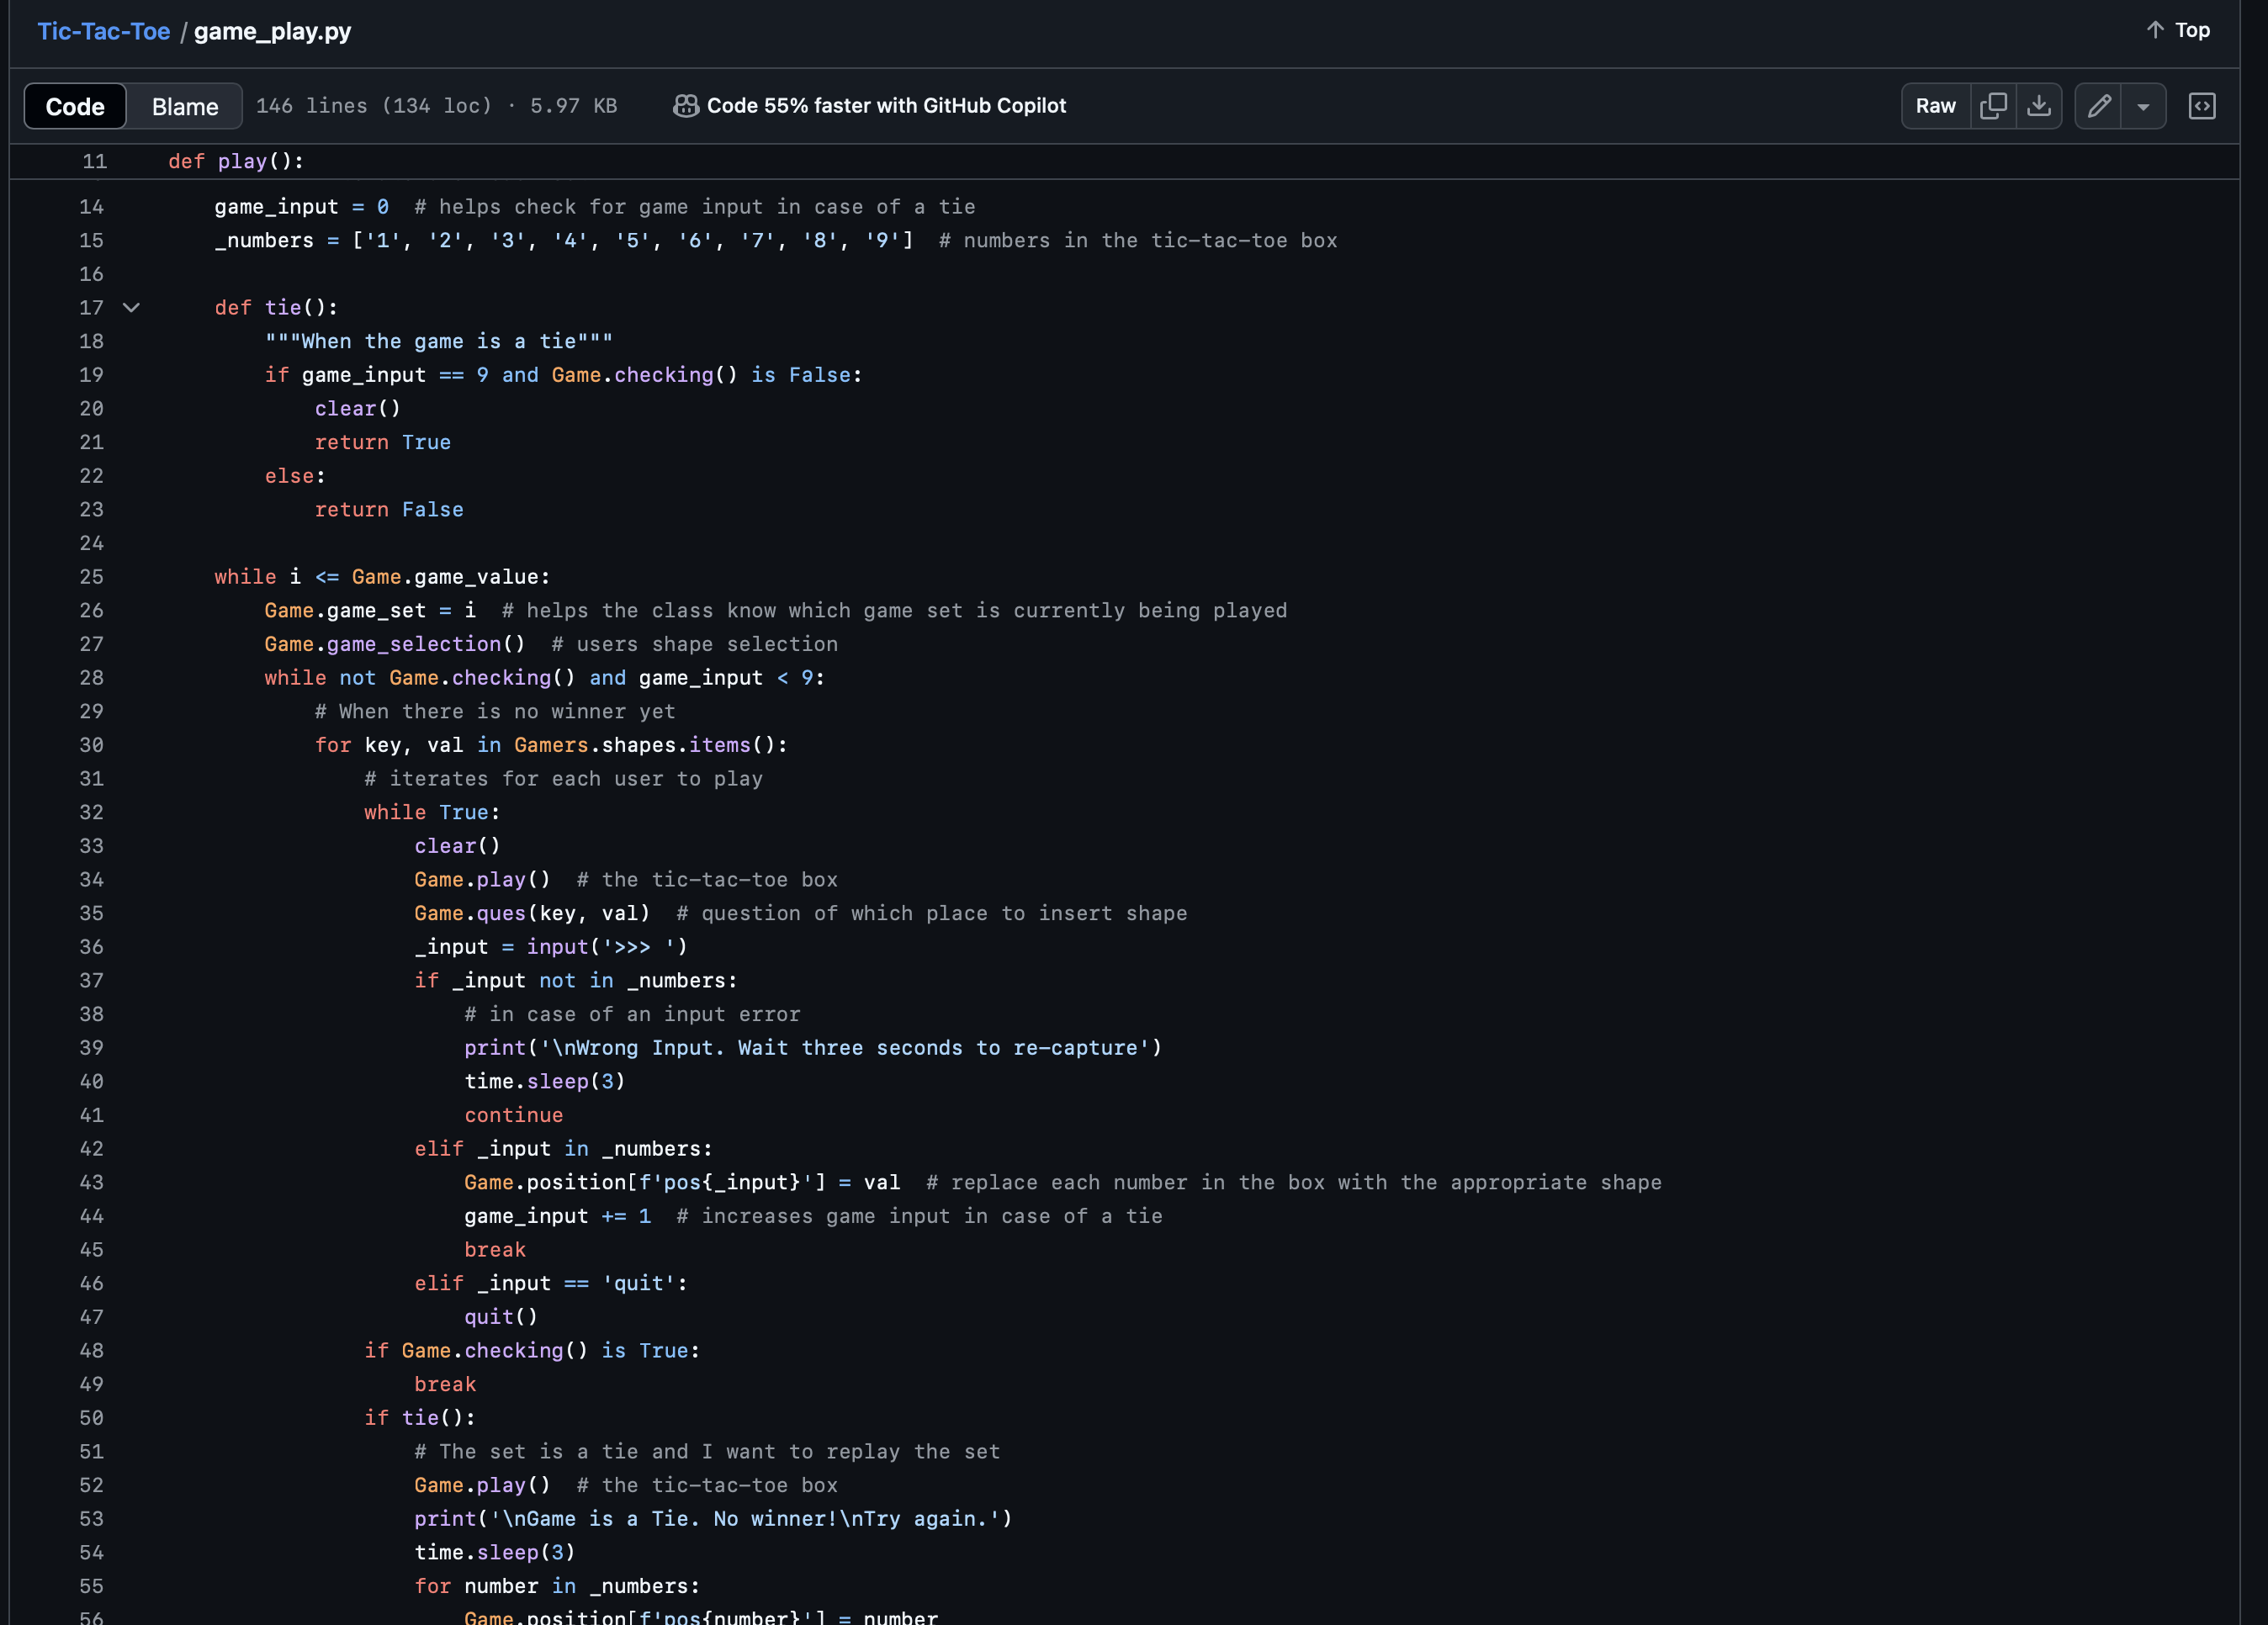 Tic-Tac-Toe / game_play.py
↑ Top
Code Blame 146 lines (134 loc) · 5.97 KB Code 55% faster with GitHub Copilot Raw
11 def play():
14     game_input = 0  # helps check for game input in case of a tie
15     _numbers = ['1', '2', '3', '4', '5', '6', '7', '8', '9']  # numbers in the tic-tac-toe box
16
17     def tie():
18         """When the game is a tie"""
19         if game_input == 9 and Game.checking() is False:
20             clear()
21             return True
22         else:
23             return False
24
25     while i <= Game.game_value:
26         Game.game_set = i  # helps the class know which game set is currently being played
27         Game.game_selection()  # users shape selection
28         while not Game.checking() and game_input < 9:
29             # When there is no winner yet
30             for key, val in Gamers.shapes.items():
31                 # iterates for each user to play
32                 while True:
33                     clear()
34                     Game.play()  # the tic-tac-toe box
35                     Game.ques(key, val)  # question of which place to insert shape
36                     _input = input('>>> ')
37                     if _input not in _numbers:
38                         # in case of an input error
39                         print('\nWrong Input. Wait three seconds to re-capture')
40                         time.sleep(3)
41                         continue
42                     elif _input in _numbers:
43                         Game.position[f'pos{_input}'] = val  # replace each number in the box with the appropriate shape
44                         game_input += 1  # increases game input in case of a tie
45                         break
46                     elif _input == 'quit':
47                         quit()
48                 if Game.checking() is True:
49                     break
50                 if tie():
51                     # The set is a tie and I want to replay the set
52                     Game.play()  # the tic-tac-toe box
53                     print('\nGame is a Tie. No winner!\nTry again.')
54                     time.sleep(3)
55                     for number in _numbers:
56                         Game.position[f'pos{number}'] = number